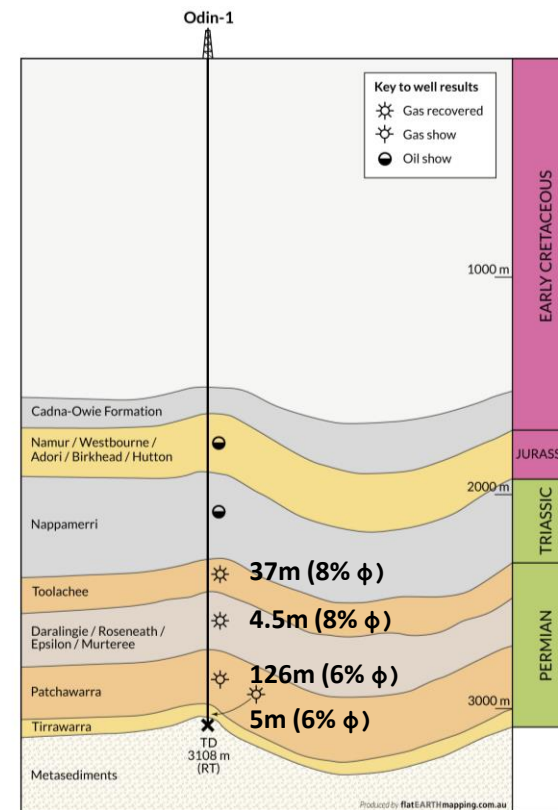 Odin-1
Key to well results
Gas recovered
Gas show
Oil show
EARLY CRETACEOUS
1000 m
Cadna-Owie Formation
Namur / Westbourne /
Adori / Birkhead / Hutton
JURASS
2000 m
TRIASSIC
Nappamerri
37m (8% ϕ)
Toolachee
4.5m (8% ϕ)
Daralingie / Roseneath /
Epsilon / Murteree
PERMIAN
126m (6% ϕ)
Patchawarra
3000 m
5m (6% ϕ)
Tirrawarra
TD
3108 m
(RT)
Metasediments
Produced by flatEARTHmapping.com.au